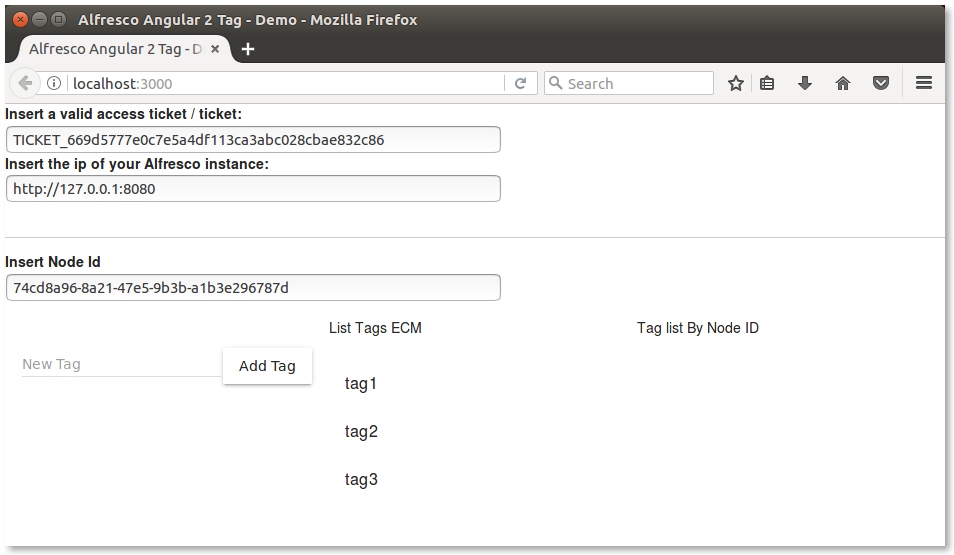 Alfresco Angular 2 Tag - Demo - Mozilla Firefox
Alfresco Angular 2 Tag - D
localhost:3000
Search
Insert a valid access ticket / ticket:
TICKET_669d5777e0c7e5a4df113ca3abc028cbae832c86
Insert the ip of your Alfresco instance:
http://127.0.0.1:8080
Insert Node Id
74cd8a96-8a21-47e5-9b3b-a1b3e296787d
List Tags ECM
Tag list By Node ID
New Tag
Add Tag
tag1
tag2
tag3